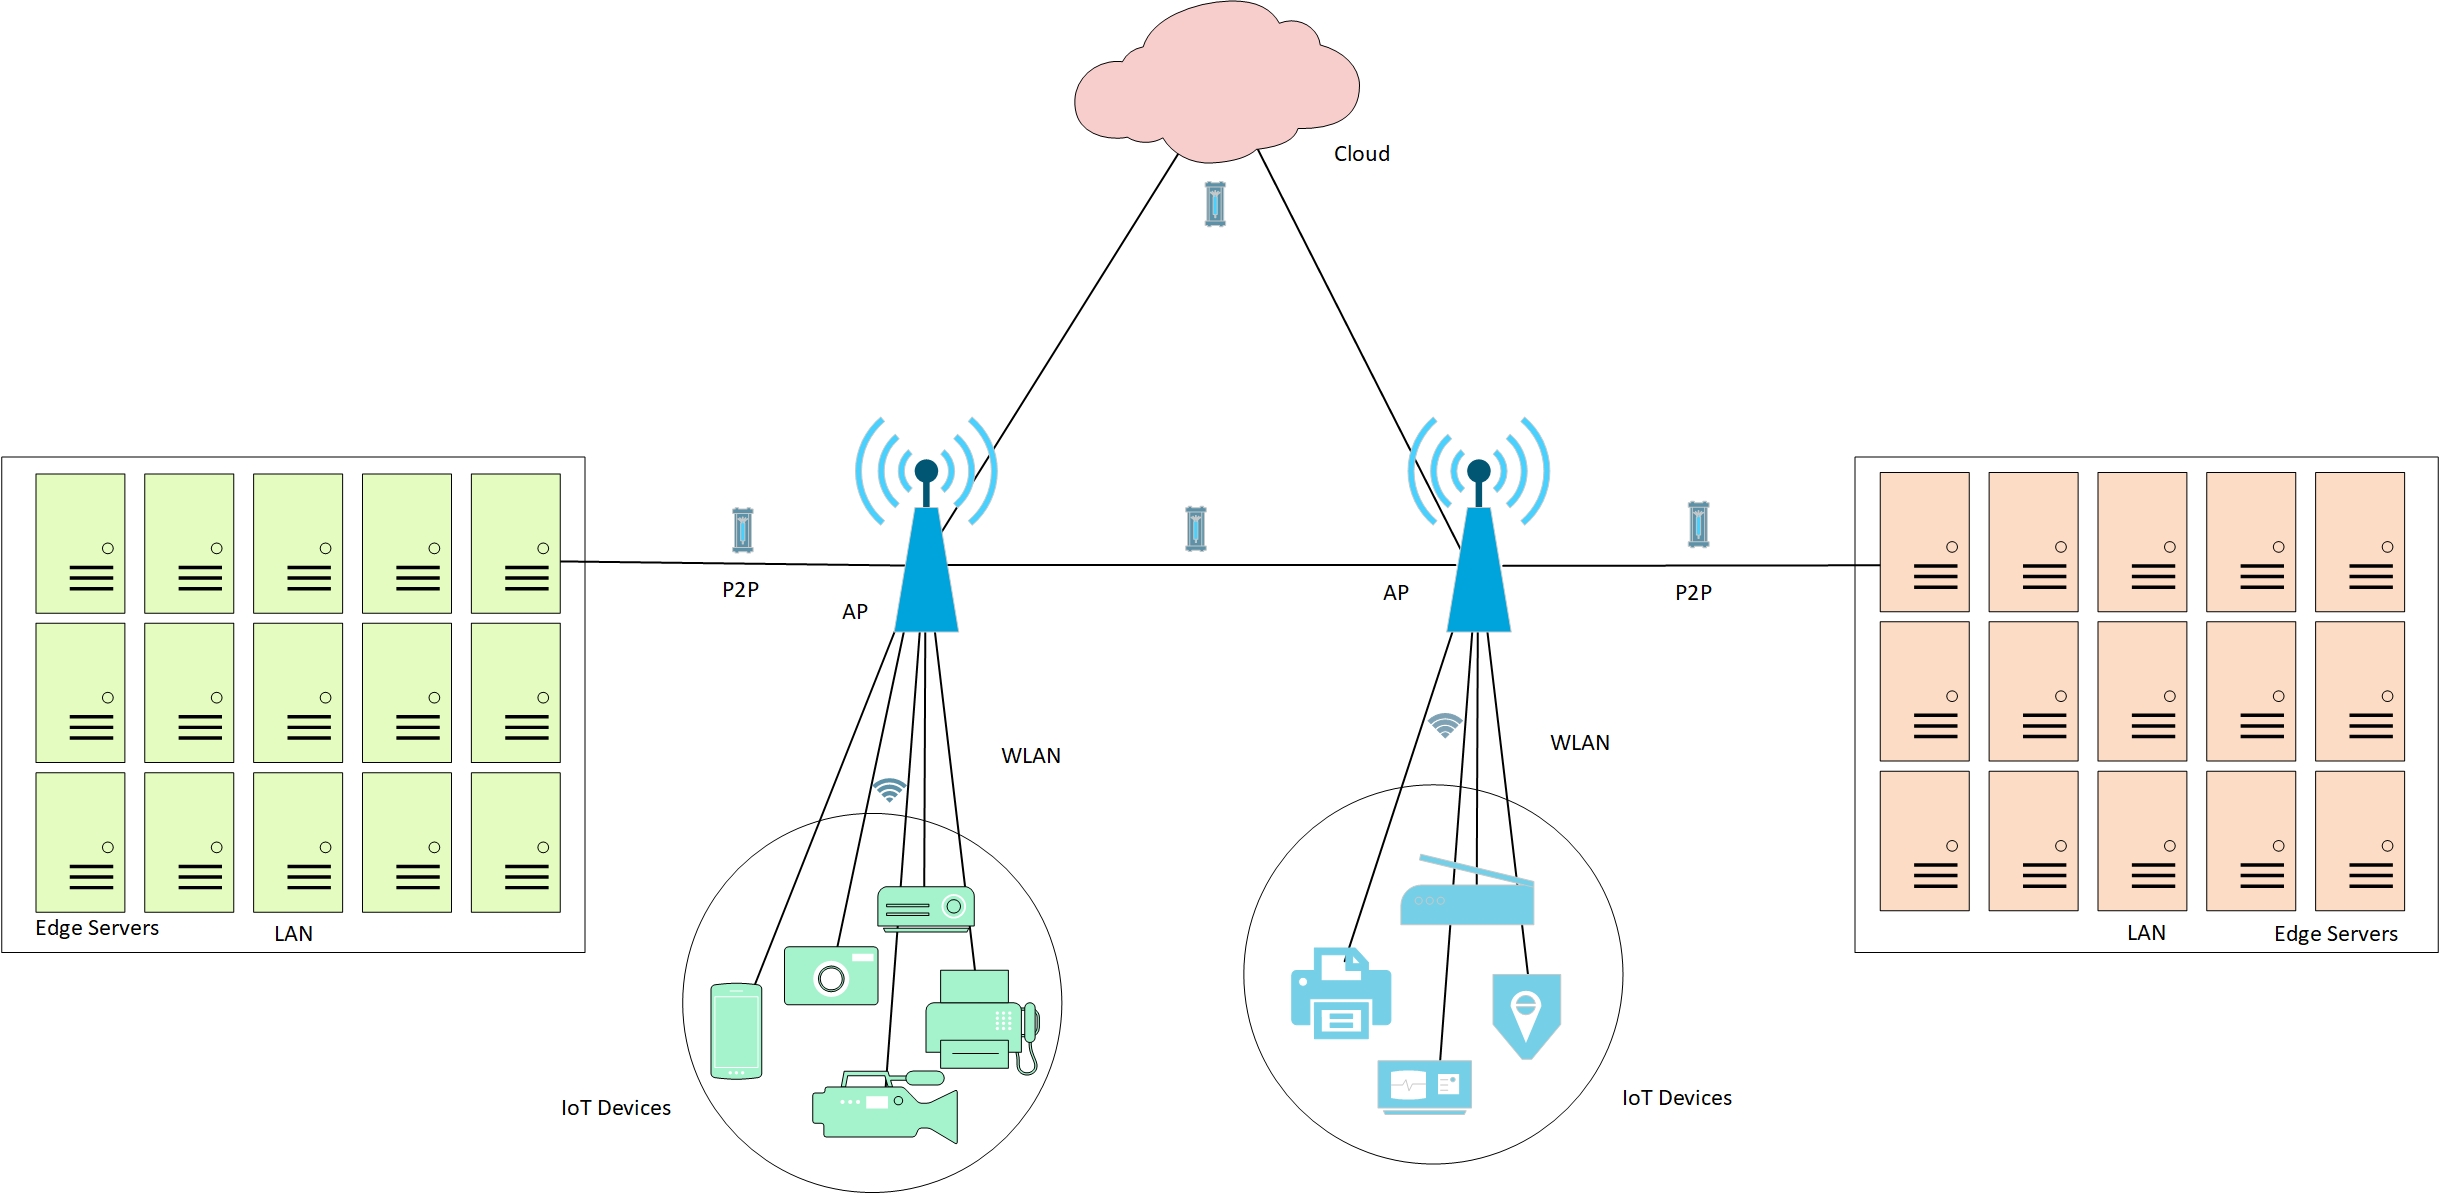 Cloud
P2P
AP
AP
P2P
WLAN
WLAN
Edge Servers
LAN
LAN
Edge Servers
IoT Devices
IoT Devices